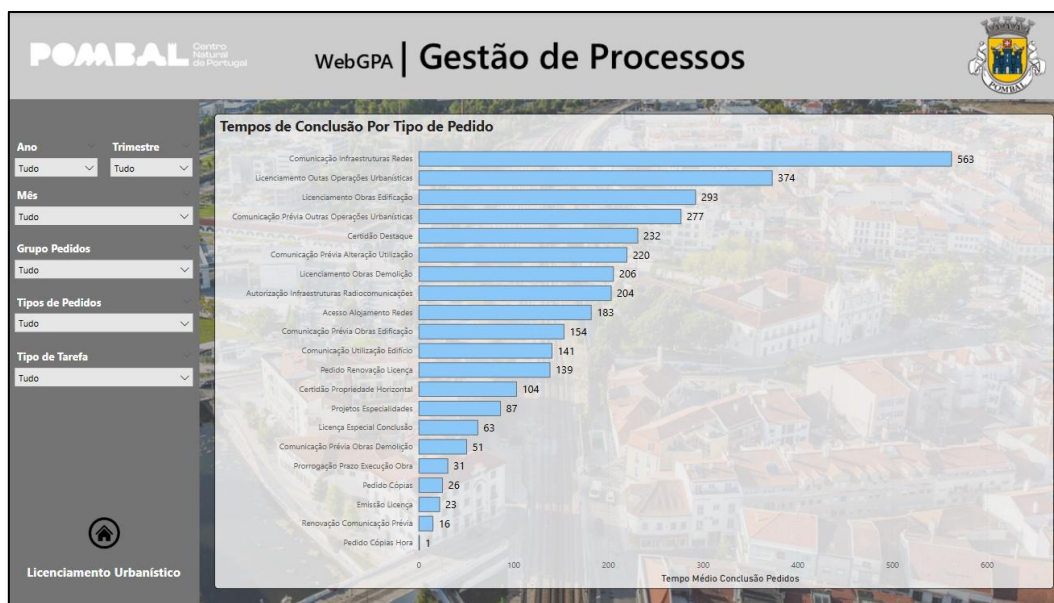 POMBAL Centro
Natural
de Portugal
WebGPA | Gestão de Processos
POMBAL
Ano Trimestre
Tudo Tudo
Mês
Tudo
Grupo Pedidos
Tudo
Tipos de Pedidos
Tudo
Tipo de Tarefa
Tudo
Licenciamento Urbanístico
Tempos de Conclusão Por Tipo de Pedido
Comunicação Infraestruturas Redes 563
Licenciamento Outas Operações Urbanísticas 374
Licenciamento Obras Edificação 293
Comunicação Prévia Outras Operações Urbanísticas 277
Certidão Destaque 232
Comunicação Prévia Alteração Utilização 220
Licenciamento Obras Demolição 206
Autorização Infraestruturas Radiocomunicações 204
Acesso Alojamento Redes 183
Comunicação Prévia Obras Edificação 154
Comunicação Utilização Edifício 141
Pedido Renovação Licença 139
Certidão Propriedade Horizontal 104
Projetos Especialidades 87
Licença Especial Conclusão 63
Comunicação Prévia Obras Demolição 51
Prorrogação Prazo Execução Obra 31
Pedido Cópias 26
Emissão Licença 23
Renovação Comunicação Prévia 16
Pedido Cópias Hora 1
0 100 200 300 400 500 600
Tempo Médio Conclusão Pedidos